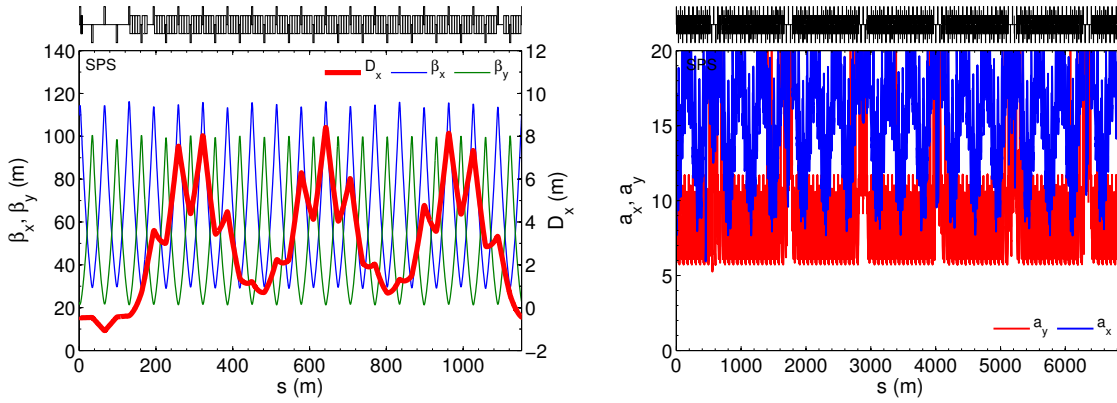 SPS
D_x β_x β_y
140
120
100
80
60
40
20
0
β_x, β_y (m)
12
10
8
6
4
2
0
−2
D_x (m)
0 200 400 600 800 1000
s (m)
SPS
20
15
10
5
0
a_x, a_y
a_y a_x
0 1000 2000 3000 4000 5000 6000
s (m)